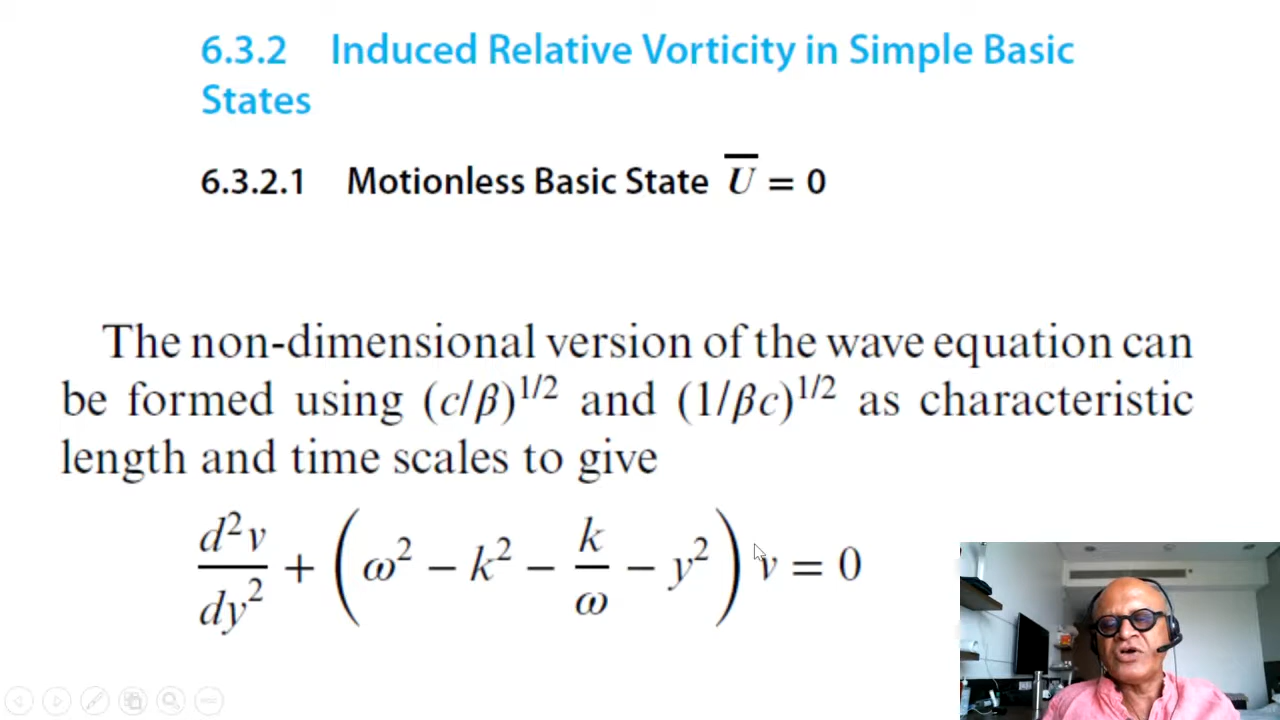 6.3.2 Induced Relative Vorticity in Simple Basic
States
6.3.2.1 Motionless Basic State U̅ = 0
The non-dimensional version of the wave equation can
be formed using (c/β)^1/2 and (1/βc)^1/2 as characteristic
length and time scales to give
d²v/dy² + (ω² − k² − k/ω − y²) v = 0